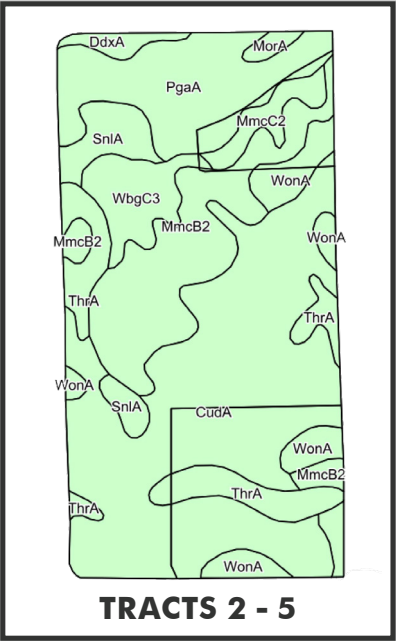 DdxA
MorA
PgaA
MmcC2
SnlA
WonA
WbgC3
MmcB2
WonA
MmcB2
ThrA
ThrA
WonA
SnlA
CudA
WonA
MmcB2
ThrA
ThrA
WonA
TRACTS 2 - 5